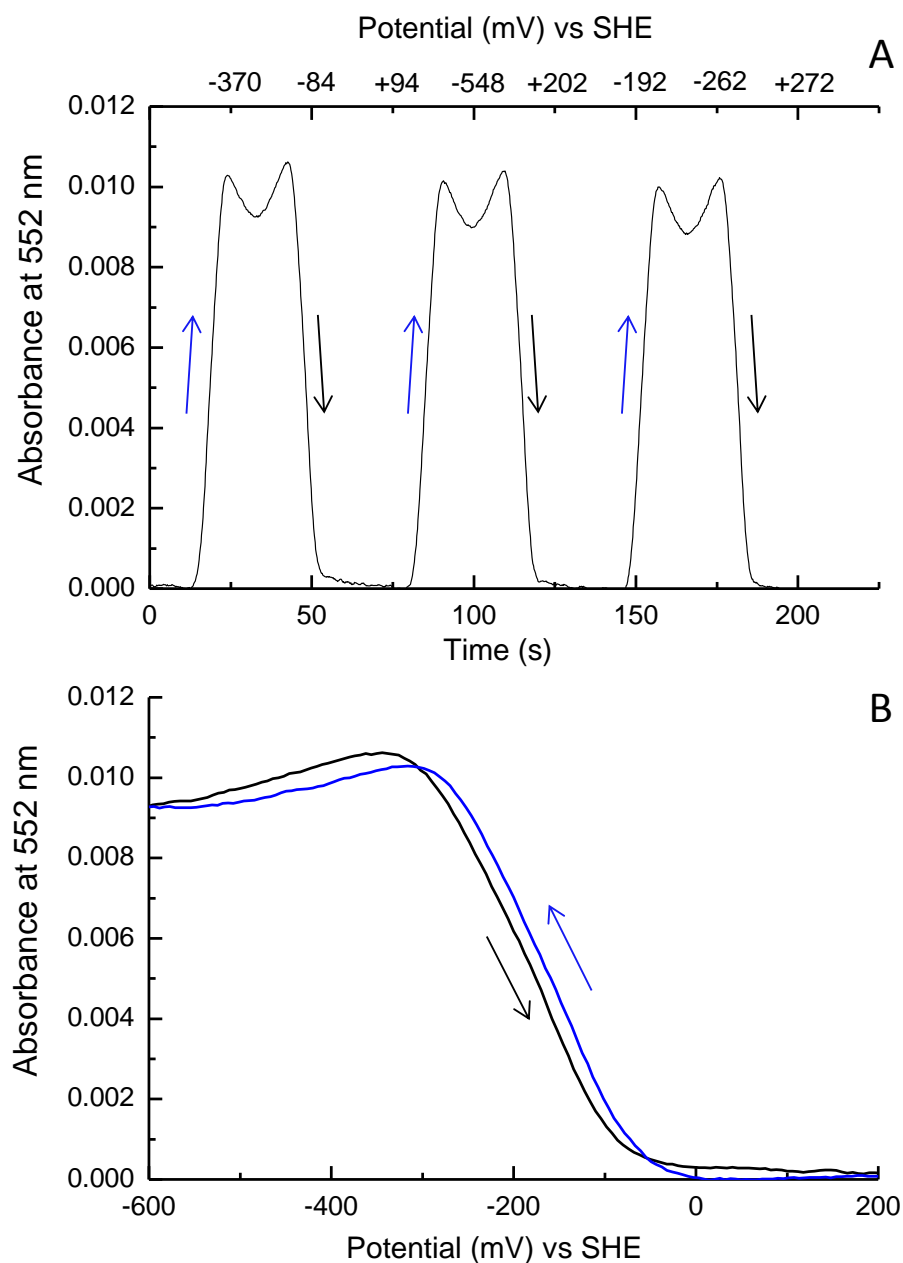 Potential (mV) vs SHE
A
-370 -84 +94 -548 +202 -192 -262 +272
0.012
0.010
0.008
0.006
0.004
0.002
0.000
Absorbance at 552 nm
0 50 100 150 200
Time (s)
B
0.012
0.010
0.008
0.006
0.004
0.002
0.000
Absorbance at 552 nm
-600 -400 -200 0 200
Potential (mV) vs SHE